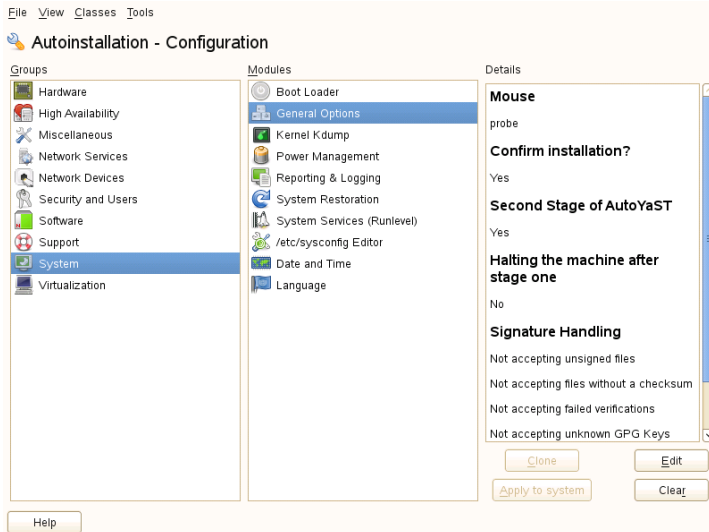 File View Classes Tools
Autoinstallation - Configuration
Groups
Hardware
High Availability
Miscellaneous
Network Services
Network Devices
Security and Users
Software
Support
System
Virtualization
Modules
Boot Loader
General Options
Kernel Kdump
Power Management
Reporting & Logging
System Restoration
System Services (Runlevel)
/etc/sysconfig Editor
Date and Time
Language
Details
Mouse
probe
Confirm installation?
Yes
Second Stage of AutoYaST
Yes
Halting the machine after
stage one
No
Signature Handling
Not accepting unsigned files
Not accepting files without a checksum
Not accepting failed verifications
Not accepting unknown GPG Keys
Clone
Edit
Apply to system
Clear
Help